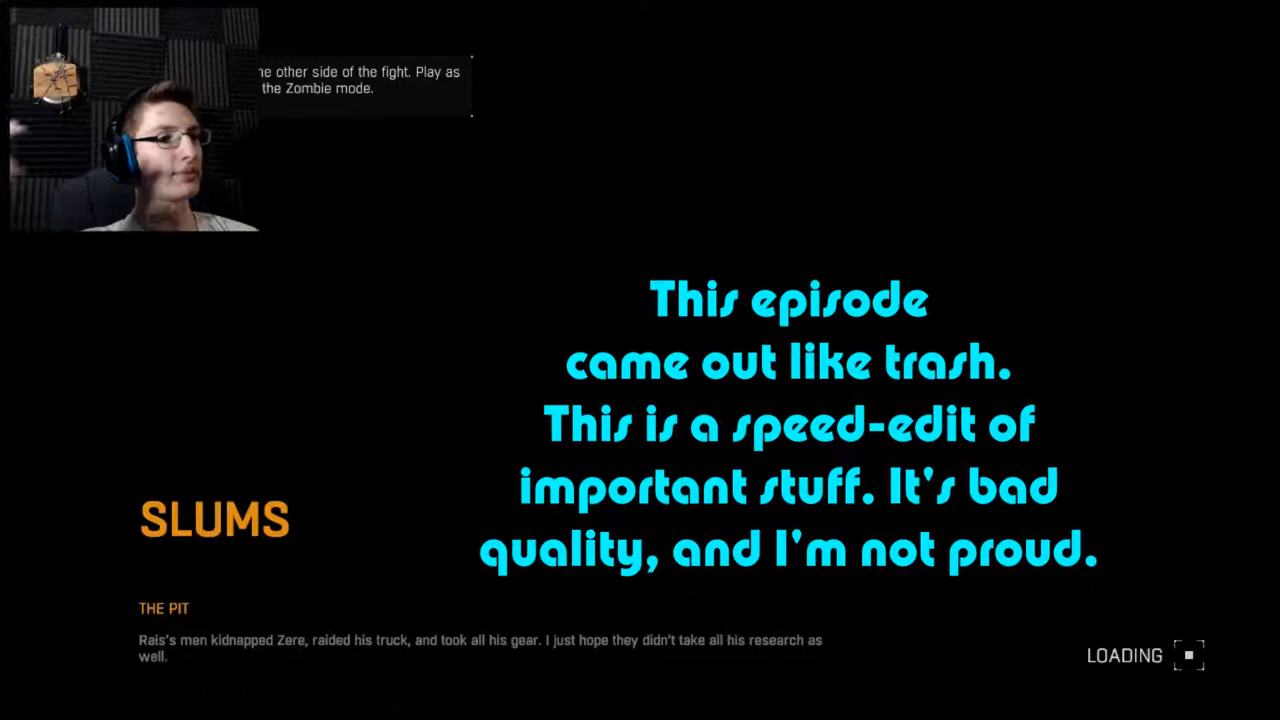 he other side of the fight. Play as
the Zombie mode.
This episode
came out like trash.
This is a speed-edit of
important stuff. It's bad
quality, and I'm not proud.
SLUMS
THE PIT
Rais's men kidnapped Zere, raided his truck, and took all his gear. I just hope they didn't take all his research as
well.
LOADING